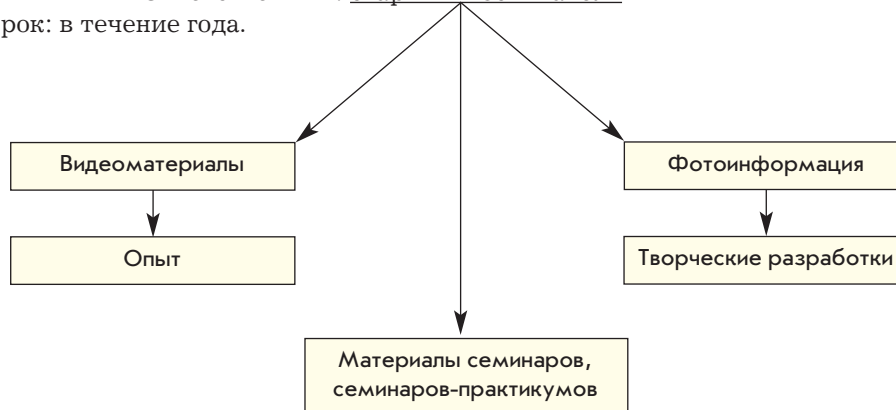 рок: в течение года.
Видеоматериалы
Фотоинформация
Опыт
Творческие разработки
Материалы семинаров,
семинаров-практикумов